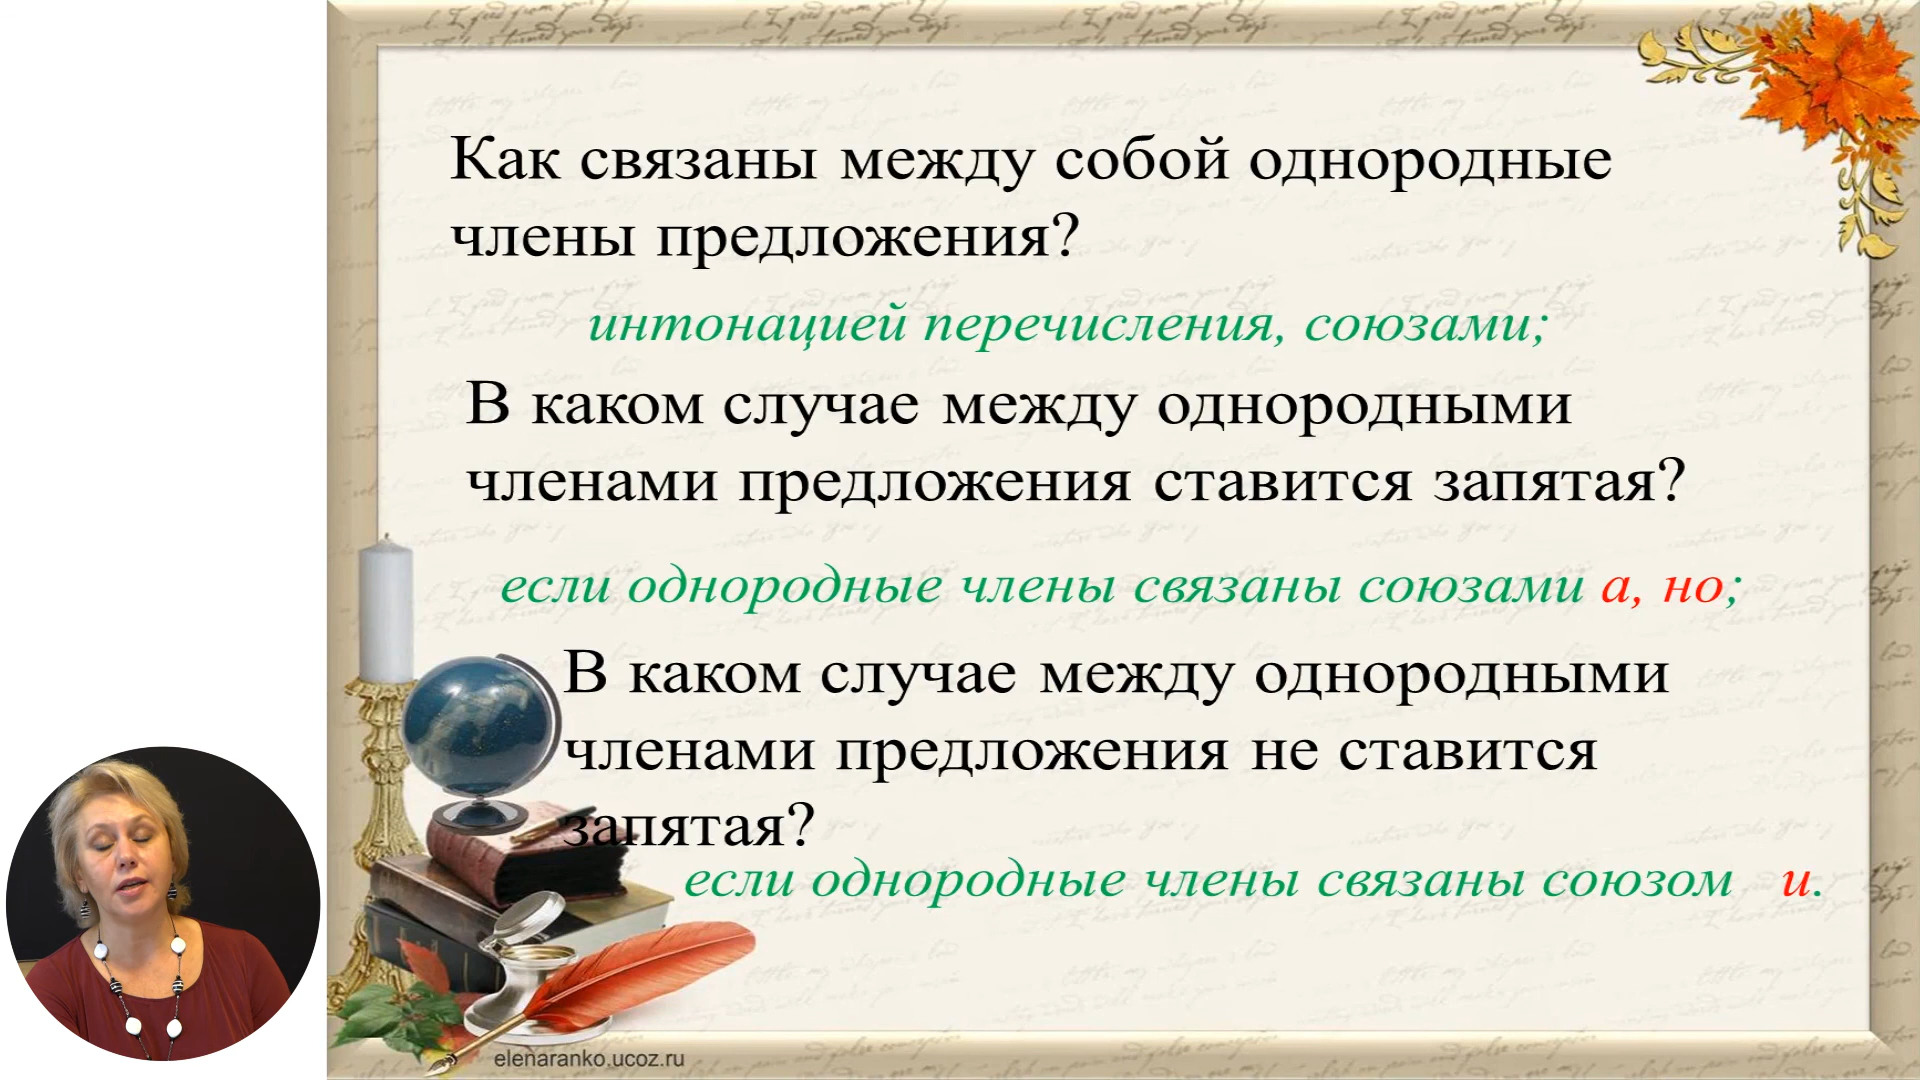 Как связаны между собой однородные
члены предложения?
интонацией перечисления, союзами;
В каком случае между однородными
членами предложения ставится запятая?
если однородные члены связаны союзами а, но;
В каком случае между однородными
членами предложения не ставится
запятая?
если однородные члены связаны союзом и.
elenaranko.ucoz.ru